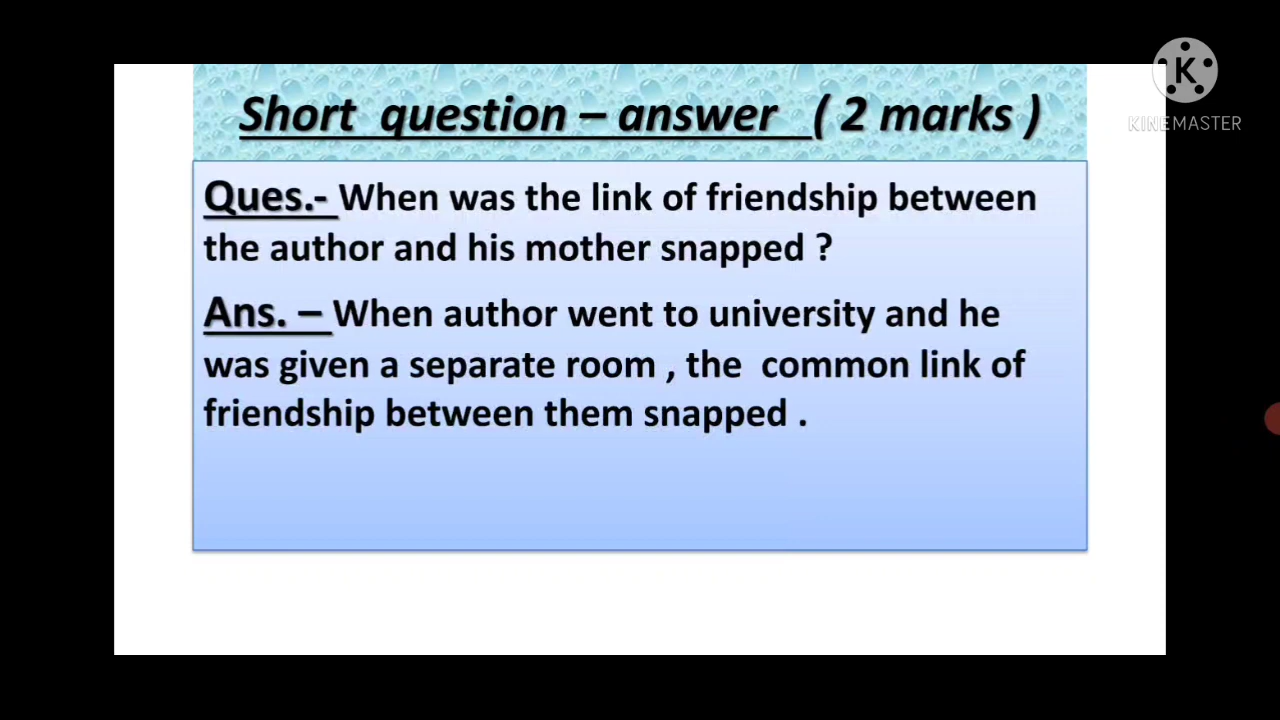 Short question – answer ( 2 marks )
K
KINEMASTER
Ques.- When was the link of friendship between
the author and his mother snapped ?
Ans. – When author went to university and he
was given a separate room , the common link of
friendship between them snapped .